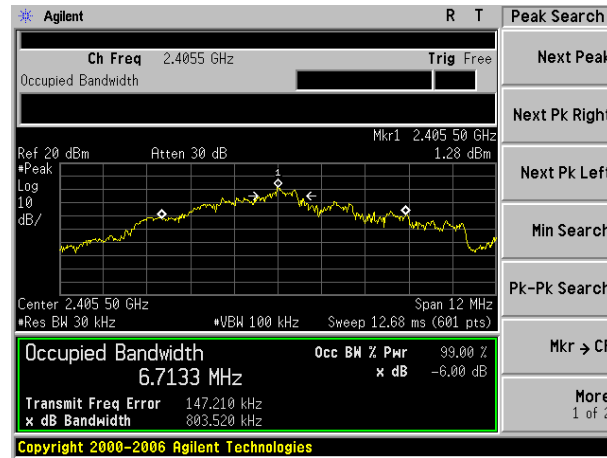 Agilent R T Peak Search
Ch Freq 2.4055 GHz Trig Free
Occupied Bandwidth
Next Peak
Next Pk Right
Mkr1 2.405 50 GHz
Ref 20 dBm Atten 30 dB 1.28 dBm
#Peak
Log
10
dB/
1
Next Pk Left
Min Search
Pk-Pk Search
Center 2.405 50 GHz Span 12 MHz
#Res BW 30 kHz #VBW 100 kHz Sweep 12.68 ms (601 pts)
Occupied Bandwidth Occ BW % Pwr 99.00 %
6.7133 MHz x dB -6.00 dB
Mkr → CF
Transmit Freq Error 147.210 kHz
x dB Bandwidth 803.520 kHz
More
1 of 2
Copyright 2000-2006 Agilent Technologies